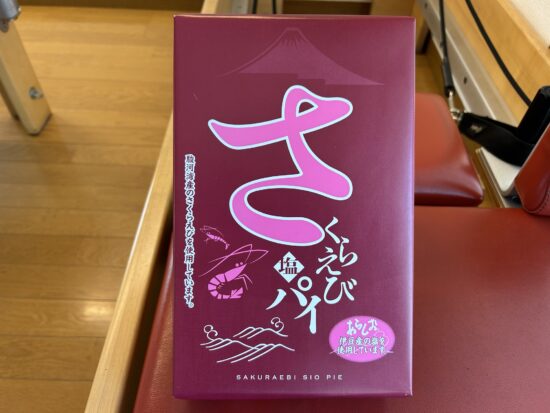 さくらえび
塩パイ
駿河湾産のさくらえびを使用しています。
あらしお
伊豆産の塩を
使用しています
SAKURAEBI SIO PIE